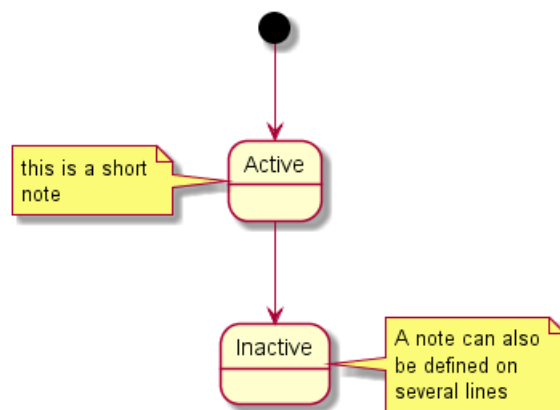 Active
this is a short
note
Inactive
A note can also
be defined on
several lines